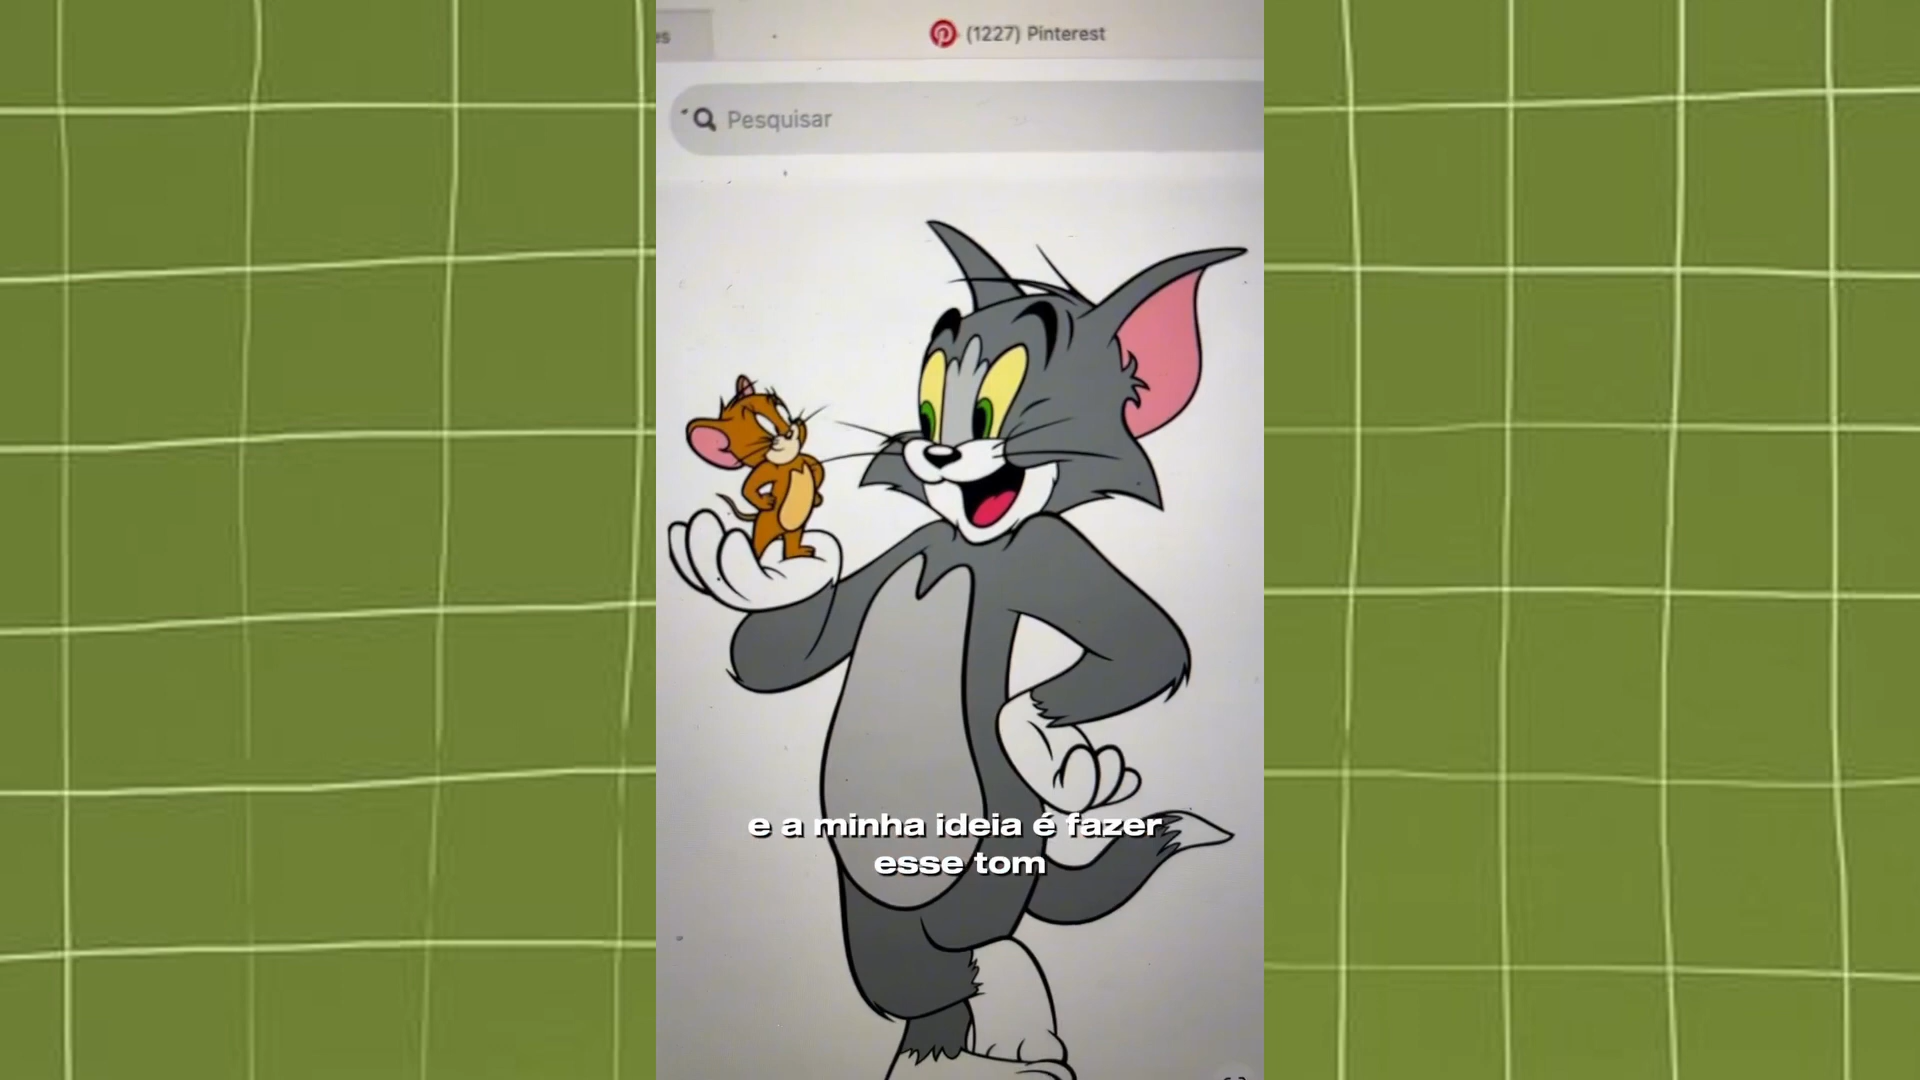 (1227) Pinterest
Pesquisar
e a minha ideia é fazer
esse tom